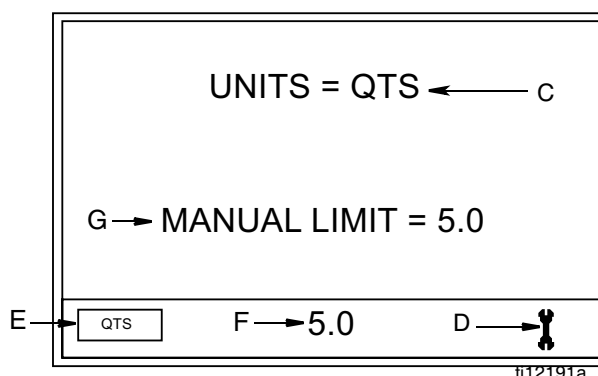 UNITS = QTS C
G MANUAL LIMIT = 5.0
E QTS F 5.0 D
ti12191a